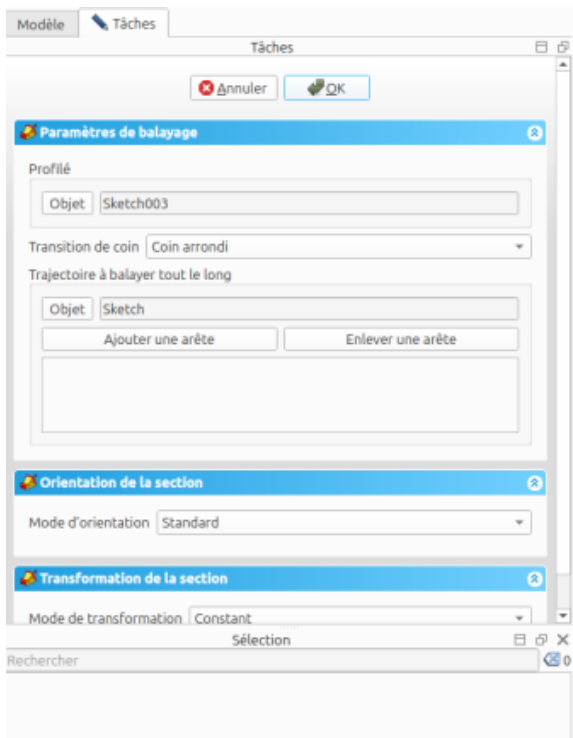 Modèle Tâches
Tâches
Annuler OK
Paramètres de balayage
Profilé
Objet Sketch003
Transition de coin Coin arrondi
Trajectoire à balayer tout le long
Objet Sketch
Ajouter une arête Enlever une arête
Orientation de la section
Mode d'orientation Standard
Transformation de la section
Mode de transformation Constant
Sélection
Rechercher 0